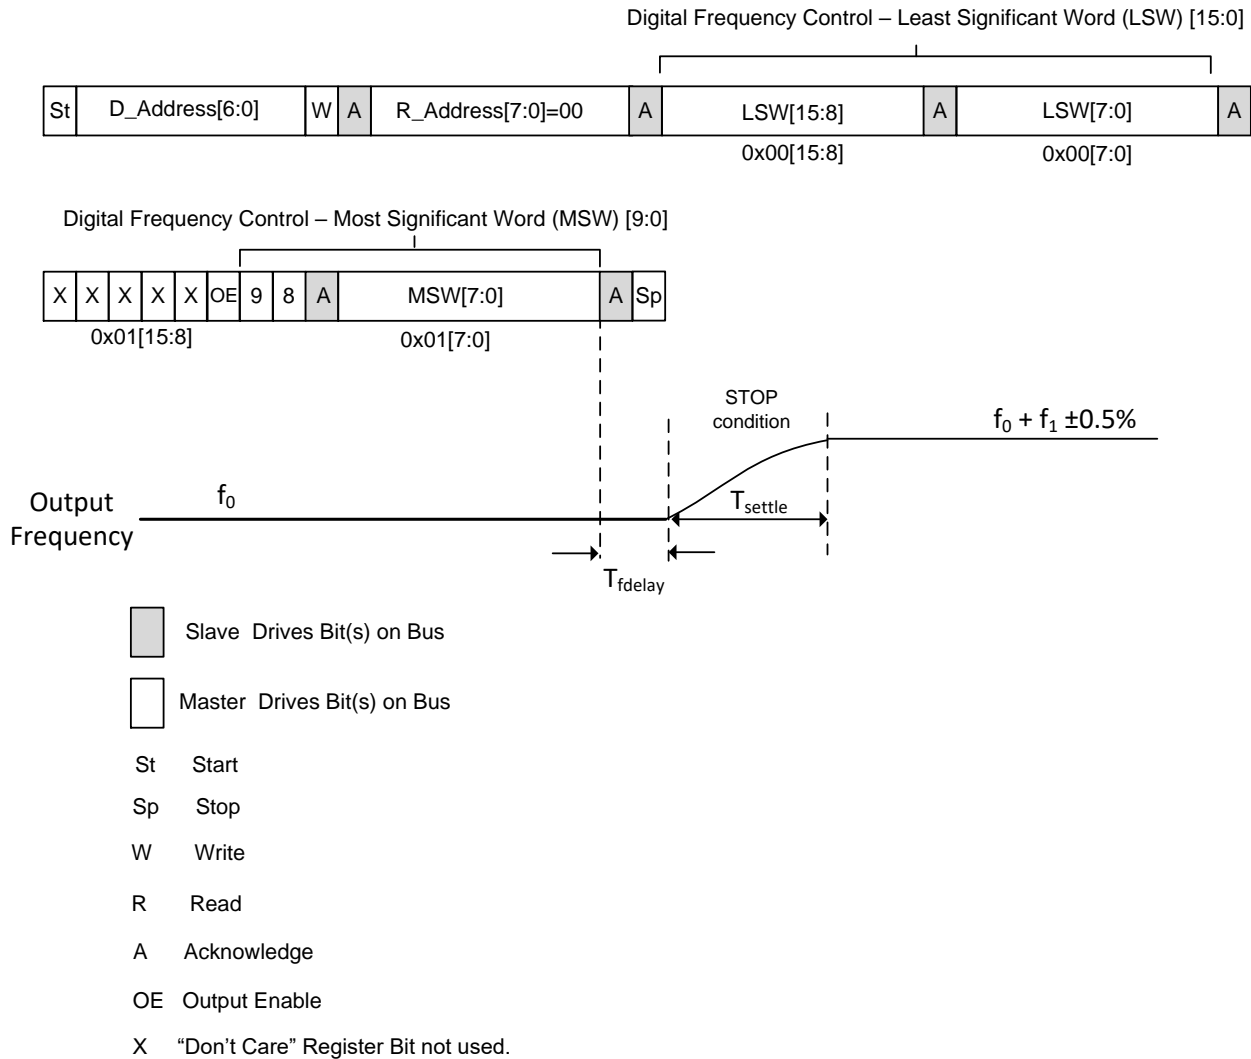 Digital Frequency Control – Least Significant Word (LSW) [15:0]
St D_Address[6:0] W A R_Address[7:0]=00 A LSW[15:8] A LSW[7:0] A
0x00[15:8] 0x00[7:0]
Digital Frequency Control – Most Significant Word (MSW) [9:0]
X X X X X OE 9 8 A MSW[7:0] A Sp
0x01[15:8] 0x01[7:0]
STOP
condition
f₀ + f₁ ±0.5%
Output
Frequency
f₀
Tsettle
Tfdelay
Slave Drives Bit(s) on Bus
Master Drives Bit(s) on Bus
St Start
Sp Stop
W Write
R Read
A Acknowledge
OE Output Enable
X “Don’t Care” Register Bit not used.